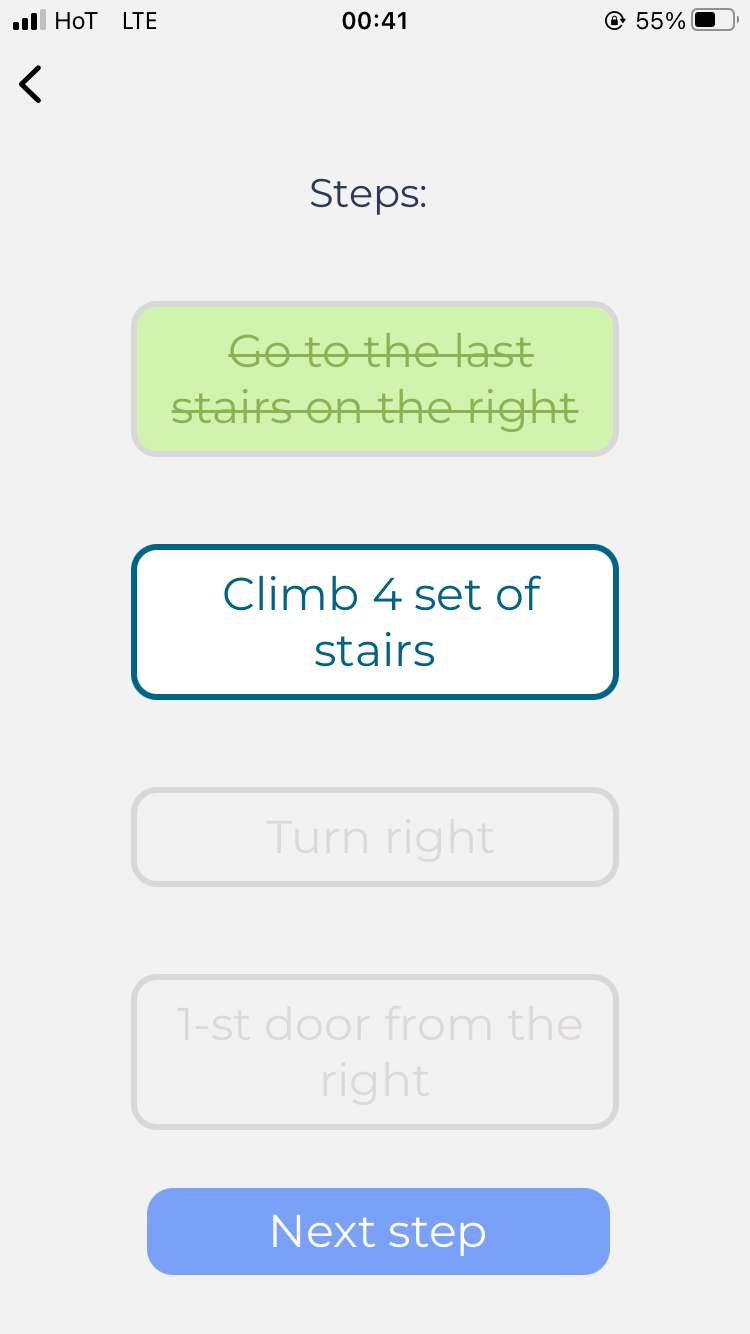 HoT LTE 00:41 55%
Steps:
Go to the last
stairs on the right
Climb 4 set of
stairs
Turn right
1-st door from the
right
Next step